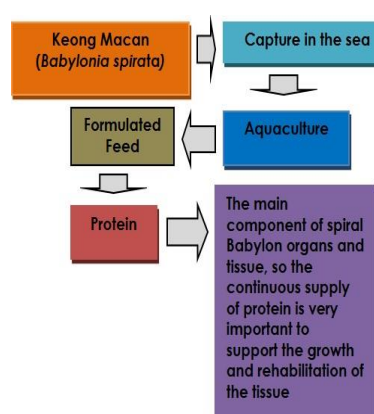 Keong Macan
(Babylonia spirata)
Capture in the sea
Aquaculture
Formulated
Feed
Protein
The main
component of spiral
Babylon organs and
tissue, so the
continuous supply
of protein is very
important to
support the growth
and rehabilitation of
the tissue